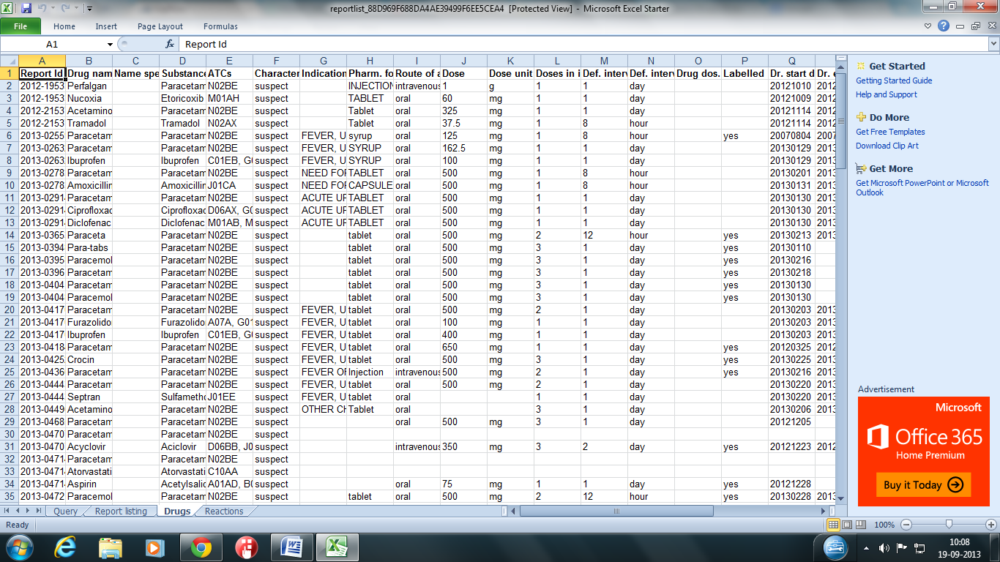 reportlist_88D969F688DA4AE39499F6EE5CEA4 [Protected View] - Microsoft Excel Starter
File Home Insert Page Layout Formulas
A1 fx Report Id
A B C D E F G H I J K L M N O P Q
1 Report Id Drug nam Name spe Substance ATCs Character Indication Pharm. fo Route of a Dose Dose unit Doses in i Def. interv Def. interv Drug dos. Labelled Dr. start d Dr. e
2 2012-1953 Perfalgan Paracetam N02BE suspect INJECTION intravenous 1 g 1 1 day 20121010 2012
3 2012-1953 Nucoxia Etoricoxib M01AH suspect TABLET oral 60 mg 1 1 day 20121010 2012
4 2012-2153 Acetamino Paracetam N02BE suspect Tablet oral 325 mg 1 1 day 20121114 2012
5 2012-2153 Tramadol Tramadol N02AX suspect Tablet oral 37.5 mg 1 8 hour 20121114 2012
6 2013-0255 Paracetam Paracetam N02BE suspect FEVER, U syrup oral 125 mg 1 8 hour yes 20070804 2007
7 2013-0263 Paracetam Paracetam N02BE suspect FEVER, U SYRUP oral 162.5 mg 1 1 day 20130129 2013
8 2013-0263 Ibuprofen Ibuprofen C01EB, G0 suspect FEVER, U SYRUP oral 100 mg 1 1 day 20130129 2013
9 2013-0278 Paracetam Paracetam N02BE suspect NEED FOR TABLET oral 500 mg 1 8 hour 20130201 2013
10 2013-0278 Amoxicillin Amoxicillin J01CA suspect NEED FOR CAPSULE oral 500 mg 1 8 hour 20130131 2013
11 2013-0291 Paracetam Paracetam N02BE suspect ACUTE UP TABLET oral 500 mg 1 1 day 20130130 2013
12 2013-0291 Ciprofloxac Ciprofloxac D06AX, G0 suspect ACUTE UP TABLET oral 500 mg 1 1 day 20130130 2013
13 2013-0291 Diclofenac Diclofenac M01AB, M suspect ACUTE UP TABLET oral 500 mg 1 1 day 20130130 2013
14 2013-0365 Paraceta Paracetam N02BE suspect tablet oral 500 mg 2 12 hour yes 20130213 2013
15 2013-0394 Para-tabs Paracetam N02BE suspect tablet oral 500 mg 3 1 day yes 20130110
16 2013-0395 Paracemol Paracetam N02BE suspect tablet oral 500 mg 3 1 day yes 20130216
17 2013-0396 Paracetam Paracetam N02BE suspect tablet oral 500 mg 3 1 day yes 20130218
18 2013-0404 Paracetam Paracetam N02BE suspect tablet oral 500 mg 3 1 day yes 20130130
19 2013-0404 Paracemol Paracetam N02BE suspect tablet oral 500 mg 3 1 day yes 20130130
20 2013-0417 Paracetam Paracetam N02BE suspect FEVER, U tablet oral 500 mg 2 1 day 20130203 2013
21 2013-0417 Furazolidon Furazolidon A07A, G01 suspect FEVER, U tablet oral 100 mg 1 1 day 20130203 2013
22 2013-0417 Ibuprofen Ibuprofen C01EB, G0 suspect FEVER, U tablet oral 400 mg 1 1 day 20130203 2013
23 2013-0418 Paracetam Paracetam N02BE suspect FEVER, U tablet oral 650 mg 1 1 day yes 20120325 2012
24 2013-0425 Crocin Paracetam N02BE suspect FEVER, U tablet oral 500 mg 3 1 day yes 20130225 2013
25 2013-0436 Paracetam Paracetam N02BE suspect FEVER OF Injection intravenous 500 mg 2 1 day yes 20130216 2013
26 2013-0444 Paracetam Paracetam N02BE suspect FEVER, U tablet oral 500 mg 2 1 day 20130220 2013
27 2013-0444 Septran Sulfametho J01EE suspect FEVER, U tablet oral 1 1 day 20130220 2013
28 2013-0449 Acetamino Paracetam N02BE suspect OTHER CH Tablet oral 3 1 day 20130206 2013
29 2013-0468 Paracetam Paracetam N02BE suspect oral 500 mg 3 1 day 20121205
30 2013-0470 Paracetam Paracetam N02BE suspect
31 2013-0470 Acyclovir Aciclovir D06BB, J0 suspect intravenous 350 mg 3 2 day yes 20121223 2012
32 2013-0471 Paracetam Paracetam N02BE suspect
33 2013-0471 Atorvastati Atorvastati C10AA suspect
34 2013-0471 Aspirin Acetylsalic A01AD, B0 suspect oral 75 mg 1 1 day yes 20121228
35 2013-0472 Paracemol Paracetam N02BE suspect tablet oral 500 mg 2 12 hour yes 20130228 2013
Get Started
Getting Started Guide
Help and Support
Do More
Get Free Templates
Download Clip Art
Get More
Get Microsoft PowerPoint or Microsoft
Outlook
Advertisement
Microsoft
Office 365
Home Premium
Buy it Today
Query Report listing Drugs Reactions
Ready 100%
10:08
19-09-2013